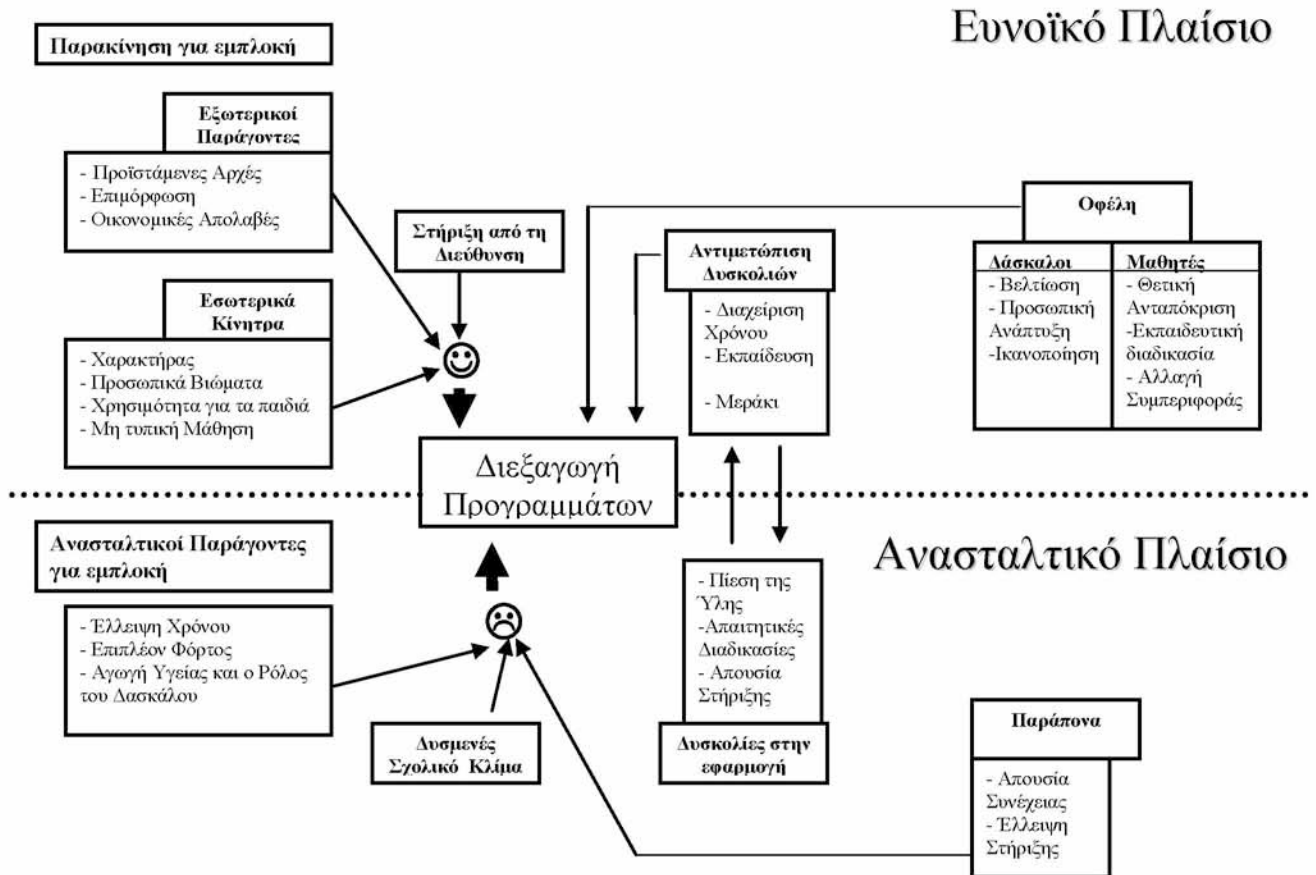 Ευνοϊκό Πλαίσιο
Παρακίνηση για εμπλοκή
Εξωτερικοί
Παράγοντες
- Προϊστάμενες Αρχές
- Επιμόρφωση
- Οικονομικές Απολαβές
Εσωτερικά
Κίνητρα
- Χαρακτήρας
- Προσωπικά Βιώματα
- Χρησιμότητα για τα παιδιά
- Μη τυπική Μάθηση
Στήριξη από τη
Διεύθυνση
Αντιμετώπιση
Δυσκολιών
- Διαχείριση
Χρόνου
- Εκπαίδευση
- Μεράκι
Οφέλη
Δάσκαλοι
- Βελτίωση
- Προσωπική
Ανάπτυξη
-Ικανοποίηση
Μαθητές
- Θετική
Ανταπόκριση
-Εκπαιδευτική
διαδικασία
- Αλλαγή
Συμπεριφοράς
Διεξαγωγή
Προγραμμάτων
Ανασταλτικό Πλαίσιο
Ανασταλτικοί Παράγοντες
για εμπλοκή
- Έλλειψη Χρόνου
- Επιπλέον Φόρτος
- Αγωγή Υγείας και ο Ρόλος
του Δασκάλου
Δυσμενές
Σχολικό Κλίμα
- Πίεση της
Ύλης
-Απαιτητικές
Διαδικασίες
- Απουσία
Στήριξης
Δυσκολίες στην
εφαρμογή
Παράπονα
- Απουσία
Συνέχειας
- Έλλειψη
Στήριξης